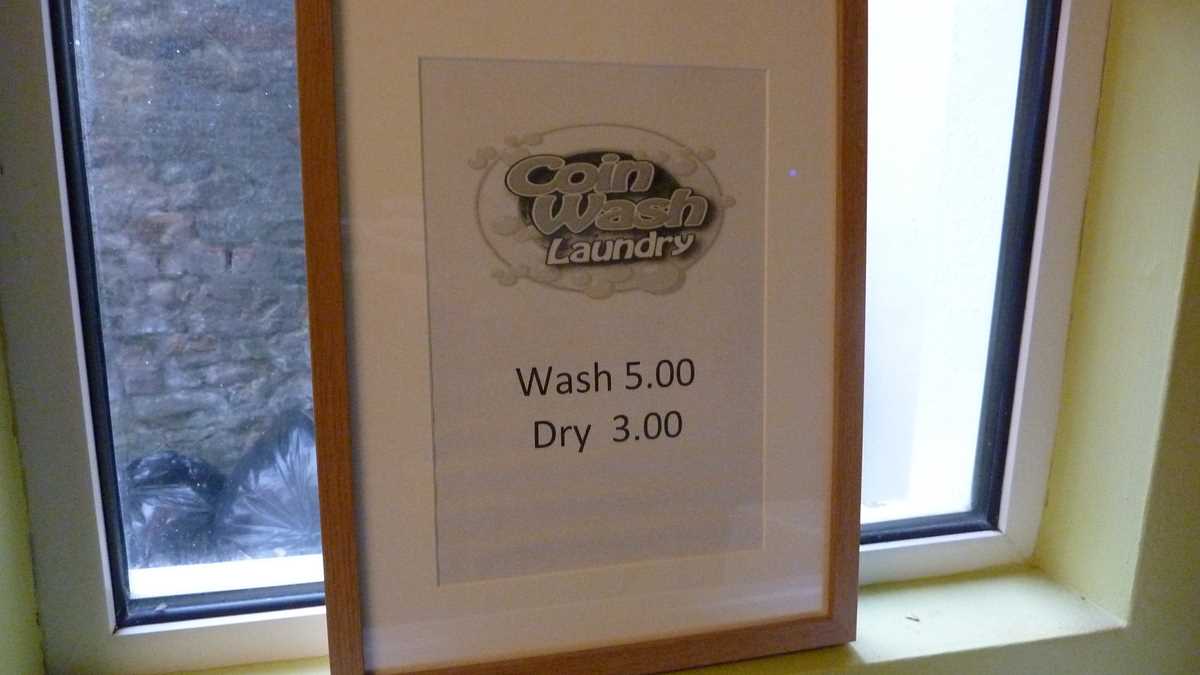 Coin
Wash
Laundry
Wash 5.00
Dry 3.00